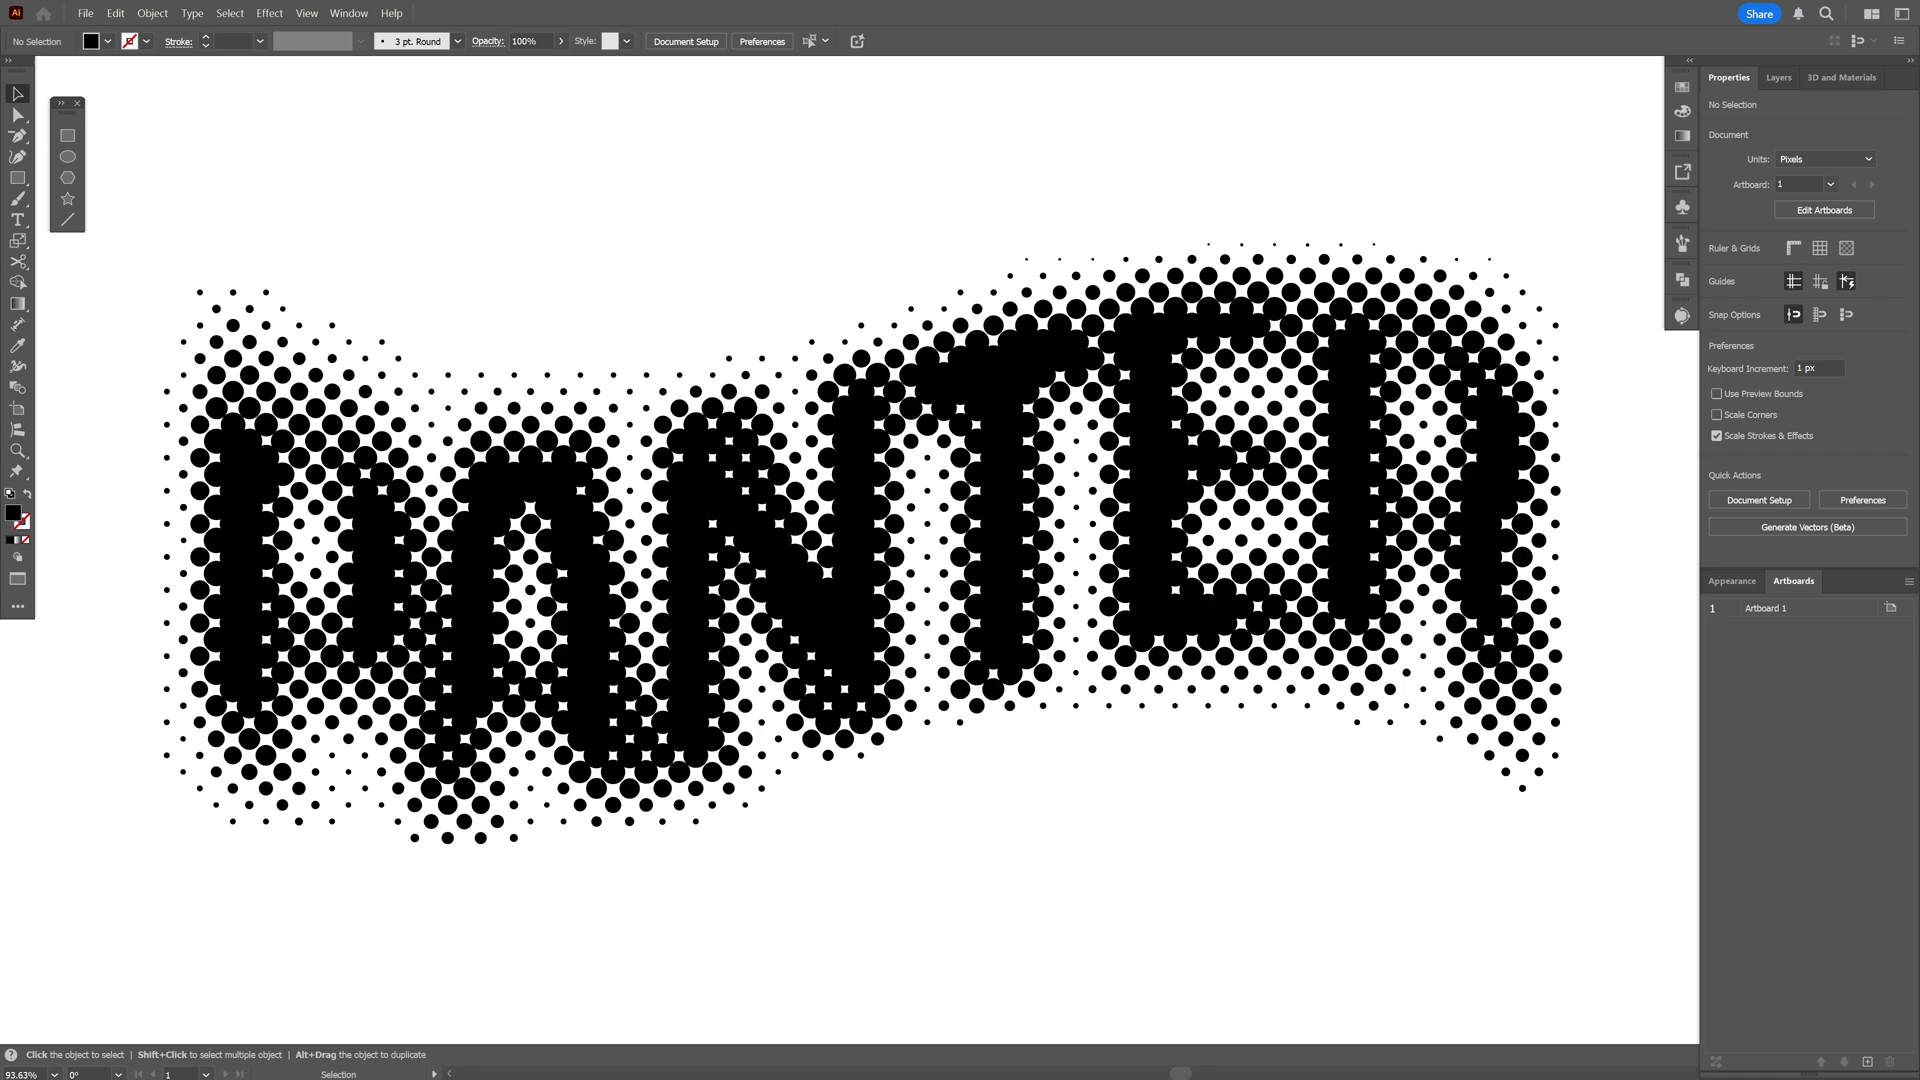 Ai File Edit Object Type Select Effect View Window Help Share
No Selection Stroke: 3 pt. Round Opacity: 100% Style: Document Setup Preferences
Properties Layers 3D and Materials
No Selection
Document
Units: Pixels
Artboard: 1
Edit Artboards
Ruler & Grids
Guides
Snap Options
Preferences
Keyboard Increment: 1 px
Use Preview Bounds
Scale Corners
Scale Strokes & Effects
Quick Actions
Document Setup Preferences
Generate Vectors (Beta)
Appearance Artboards
1 Artboard 1
Click the object to select | Shift+Click to select multiple object | Alt+Drag the object to duplicate
93.63% 0° 1 Selection